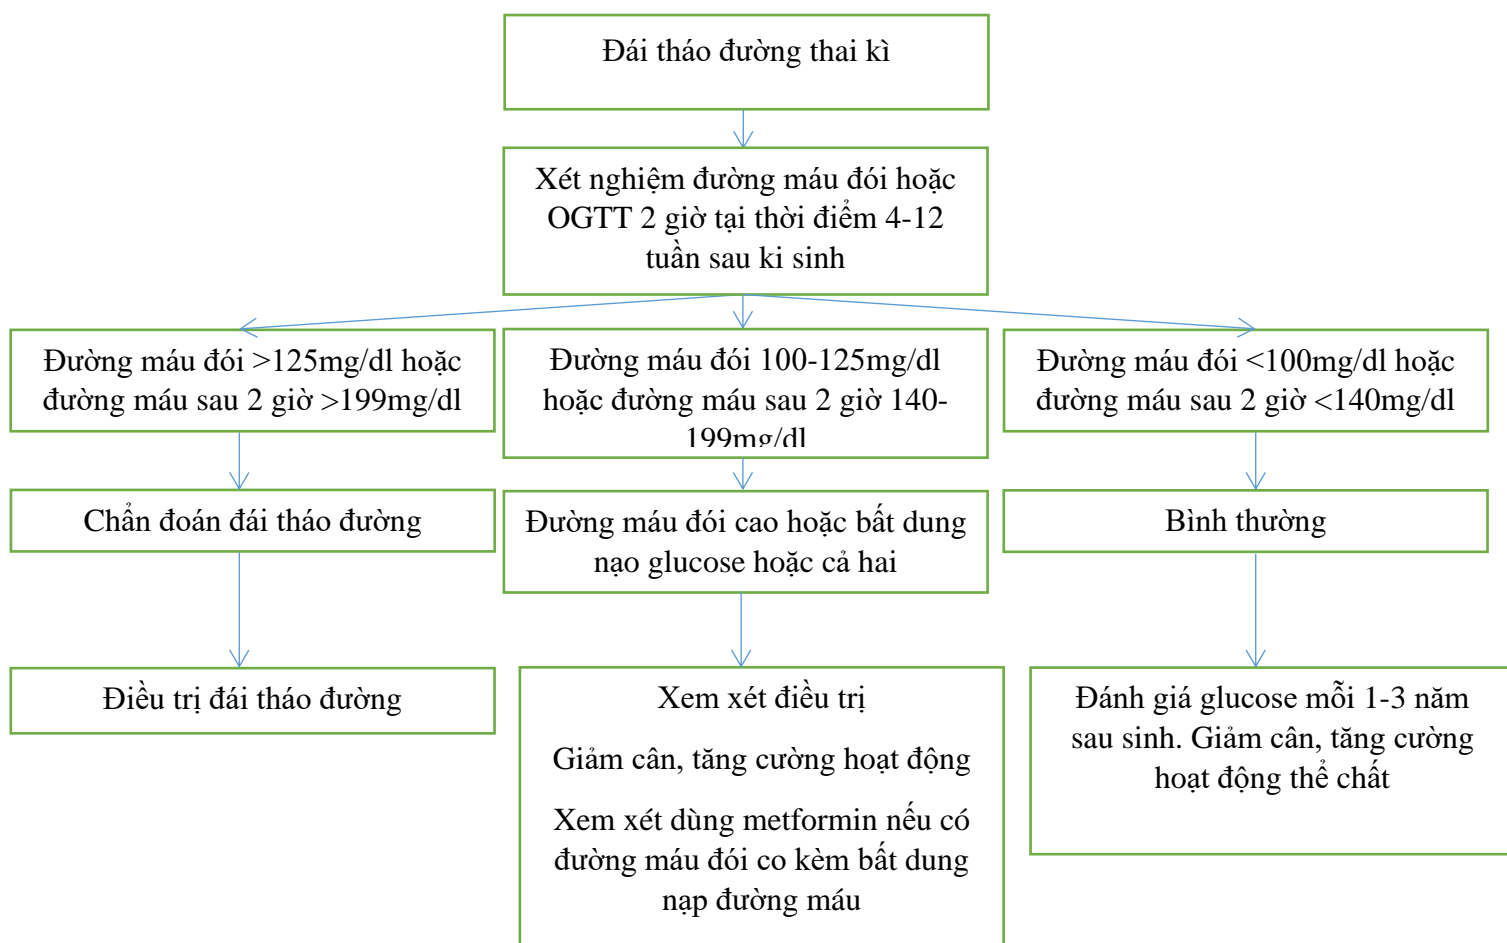 Đái tháo đường thai kì
Xét nghiệm đường máu đói hoặc
OGTT 2 giờ tại thời điểm 4-12
tuần sau ki sinh
Đường máu đói >125mg/dl hoặc
đường máu sau 2 giờ >199mg/dl
Đường máu đói 100-125mg/dl
hoặc đường máu sau 2 giờ 140-
199mg/dl
Đường máu đói <100mg/dl hoặc
đường máu sau 2 giờ <140mg/dl
Chẩn đoán đái tháo đường
Đường máu đói cao hoặc bất dung
nạo glucose hoặc cả hai
Bình thường
Điều trị đái tháo đường
Xem xét điều trị
Giảm cân, tăng cường hoạt động
Xem xét dùng metformin nếu có
đường máu đói co kèm bất dung
nạp đường máu
Đánh giá glucose mỗi 1-3 năm
sau sinh. Giảm cân, tăng cường
hoạt động thể chất